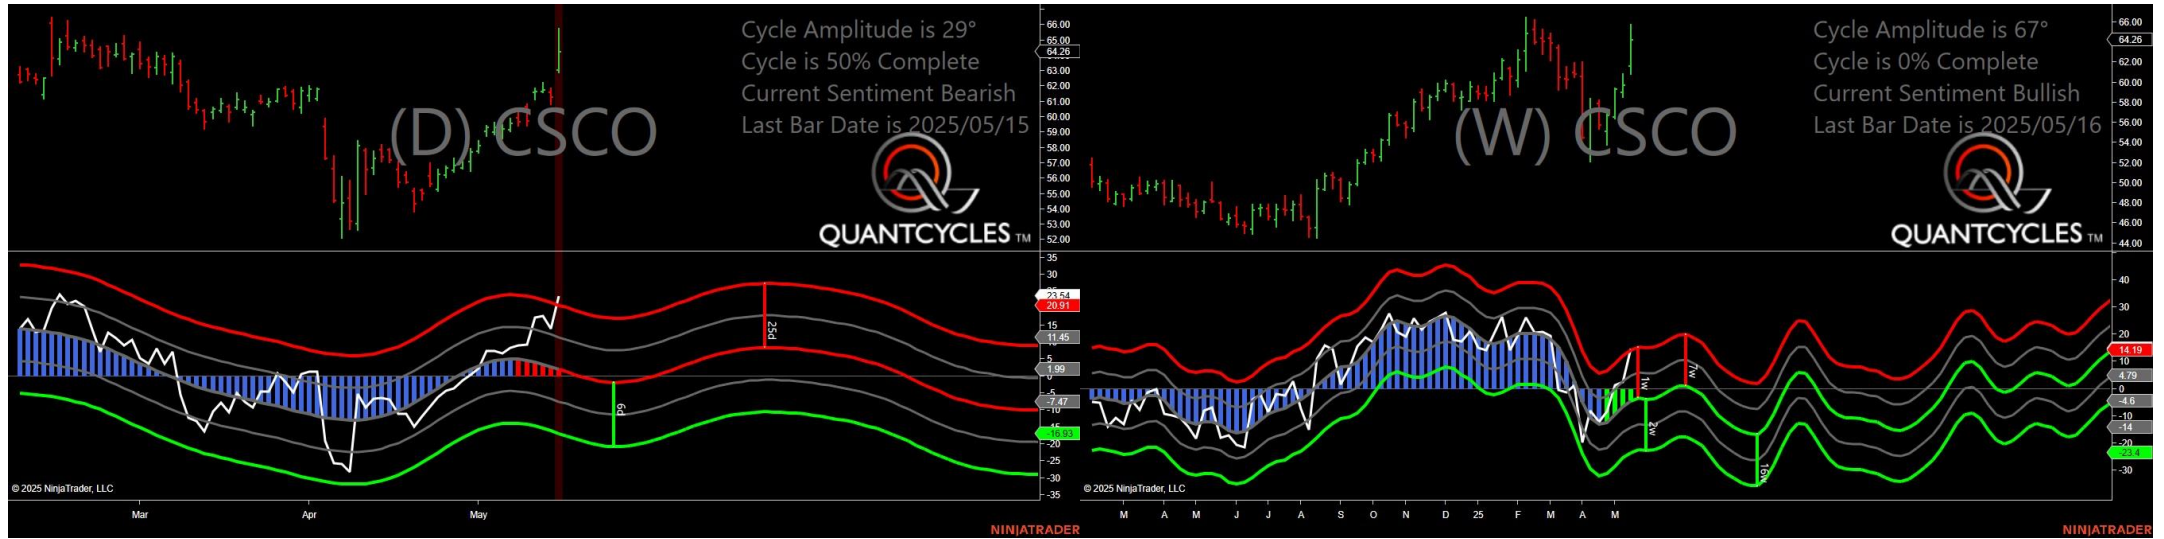 Cycle Amplitude is 29°
Cycle is 50% Complete
Current Sentiment Bearish
Last Bar Date is 2025/05/15
(D) CSCO
QUANTCYCLES TM
66.00
65.00
64.26
63.00
62.00
61.00
60.00
59.00
58.00
57.00
56.00
55.00
54.00
53.00
52.00
35
30
23.54
20.91
15
11.45
5
1.99
0
-5
-7.47
-10
-16.93
-20
-25
-30
-35
25d
6d
© 2025 NinjaTrader, LLC
Mar Apr May
NINJATRADER
Cycle Amplitude is 67°
Cycle is 0% Complete
Current Sentiment Bullish
Last Bar Date is 2025/05/16
(W) CSCO
QUANTCYCLES TM
66.00
64.26
62.00
60.00
58.00
56.00
54.00
52.00
50.00
48.00
46.00
44.00
40
30
20
14.19
10
4.79
0
-4.6
-10
-14
-20
-23.4
-30
1w
7w
2w
16w
© 2025 NinjaTrader, LLC
M A M J J A S O N D 25 F M A M
NINJATRADER